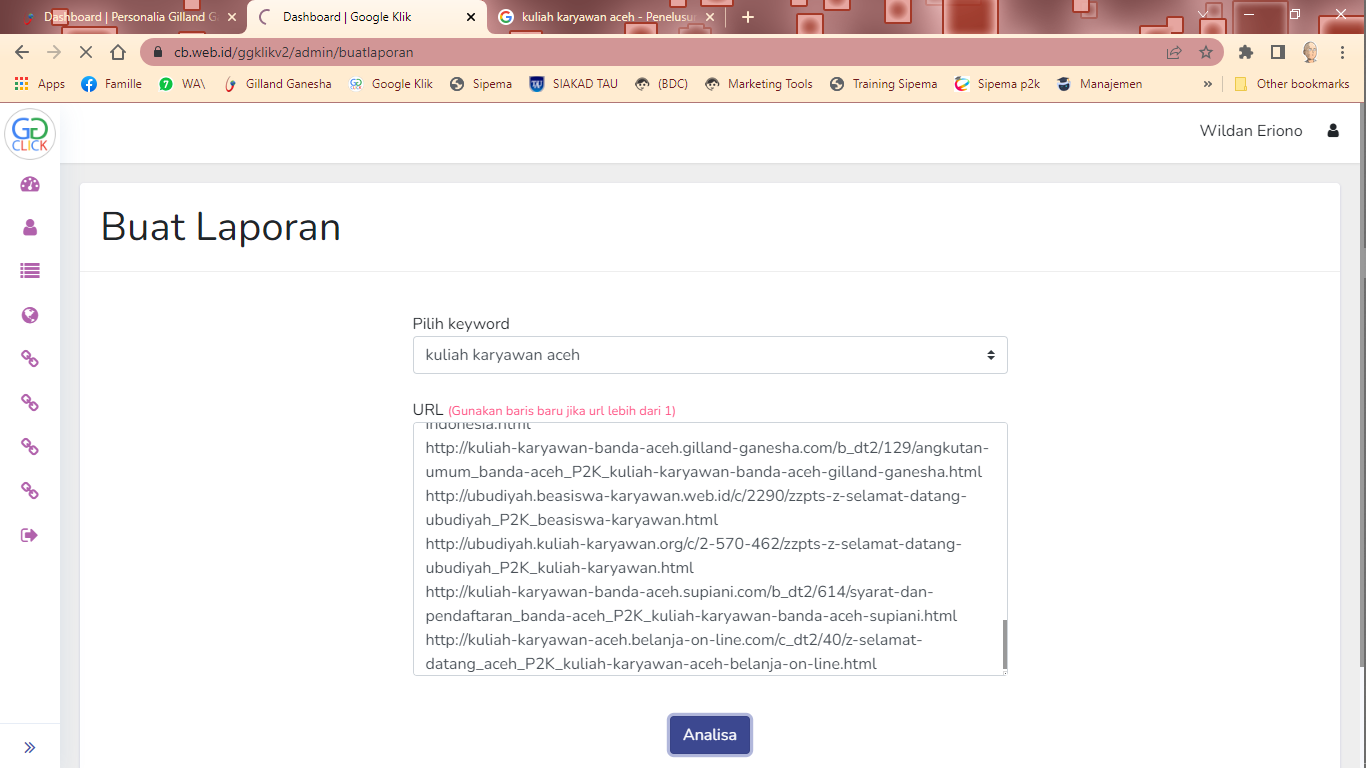 Dashboard | Personalia Gilland G
Dashboard | Google Klik
kuliah karyawan aceh - Penelusu
cb.web.id/ggklikv2/admin/buatlaporan
Apps
Famille
WA\
Gilland Ganesha
Google Klik
Sipema
SIAKAD TAU
(BDC)
Marketing Tools
Training Sipema
Sipema p2k
Manajemen
Other bookmarks
GG
CLICK
Wildan Eriono
Buat Laporan
Pilih keyword
kuliah karyawan aceh
URL (Gunakan baris baru jika url lebih dari 1)
indonesia.html
http://kuliah-karyawan-banda-aceh.gilland-ganesha.com/b_dt2/129/angkutan-
umum_banda-aceh_P2K_kuliah-karyawan-banda-aceh-gilland-ganesha.html
http://ubudiyah.beasiswa-karyawan.web.id/c/2290/zzpts-z-selamat-datang-
ubudiyah_P2K_beasiswa-karyawan.html
http://ubudiyah.kuliah-karyawan.org/c/2-570-462/zzpts-z-selamat-datang-
ubudiyah_P2K_kuliah-karyawan.html
http://kuliah-karyawan-banda-aceh.supiani.com/b_dt2/614/syarat-dan-
pendaftaran_banda-aceh_P2K_kuliah-karyawan-banda-aceh-supiani.html
http://kuliah-karyawan-aceh.belanja-on-line.com/c_dt2/40/z-selamat-
datang_aceh_P2K_kuliah-karyawan-aceh-belanja-on-line.html
Analisa